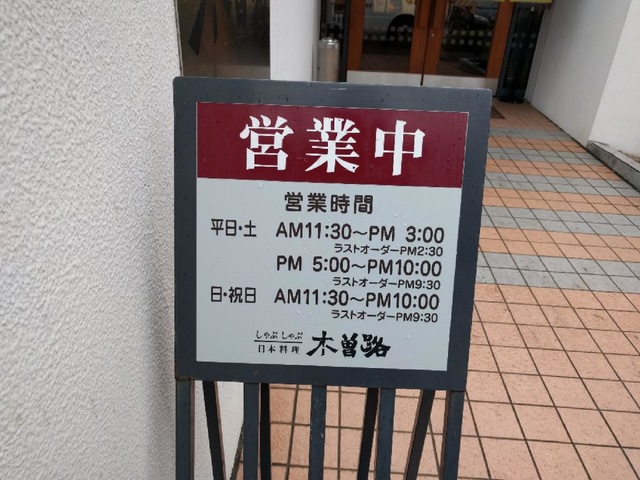 営業中
営業時間
平日・土 AM11:30～PM 3:00
ラストオーダーPM2:30
PM 5:00～PM10:00
ラストオーダーPM9:30
日・祝日 AM11:30～PM10:00
ラストオーダーPM9:30
しゃぶしゃぶ
日本料理 木曽路